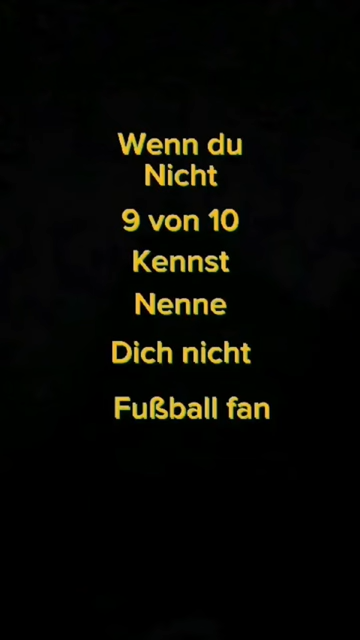 Wenn du
Nicht
9 von 10
Kennst
Nenne
Dich nicht
Fußball fan